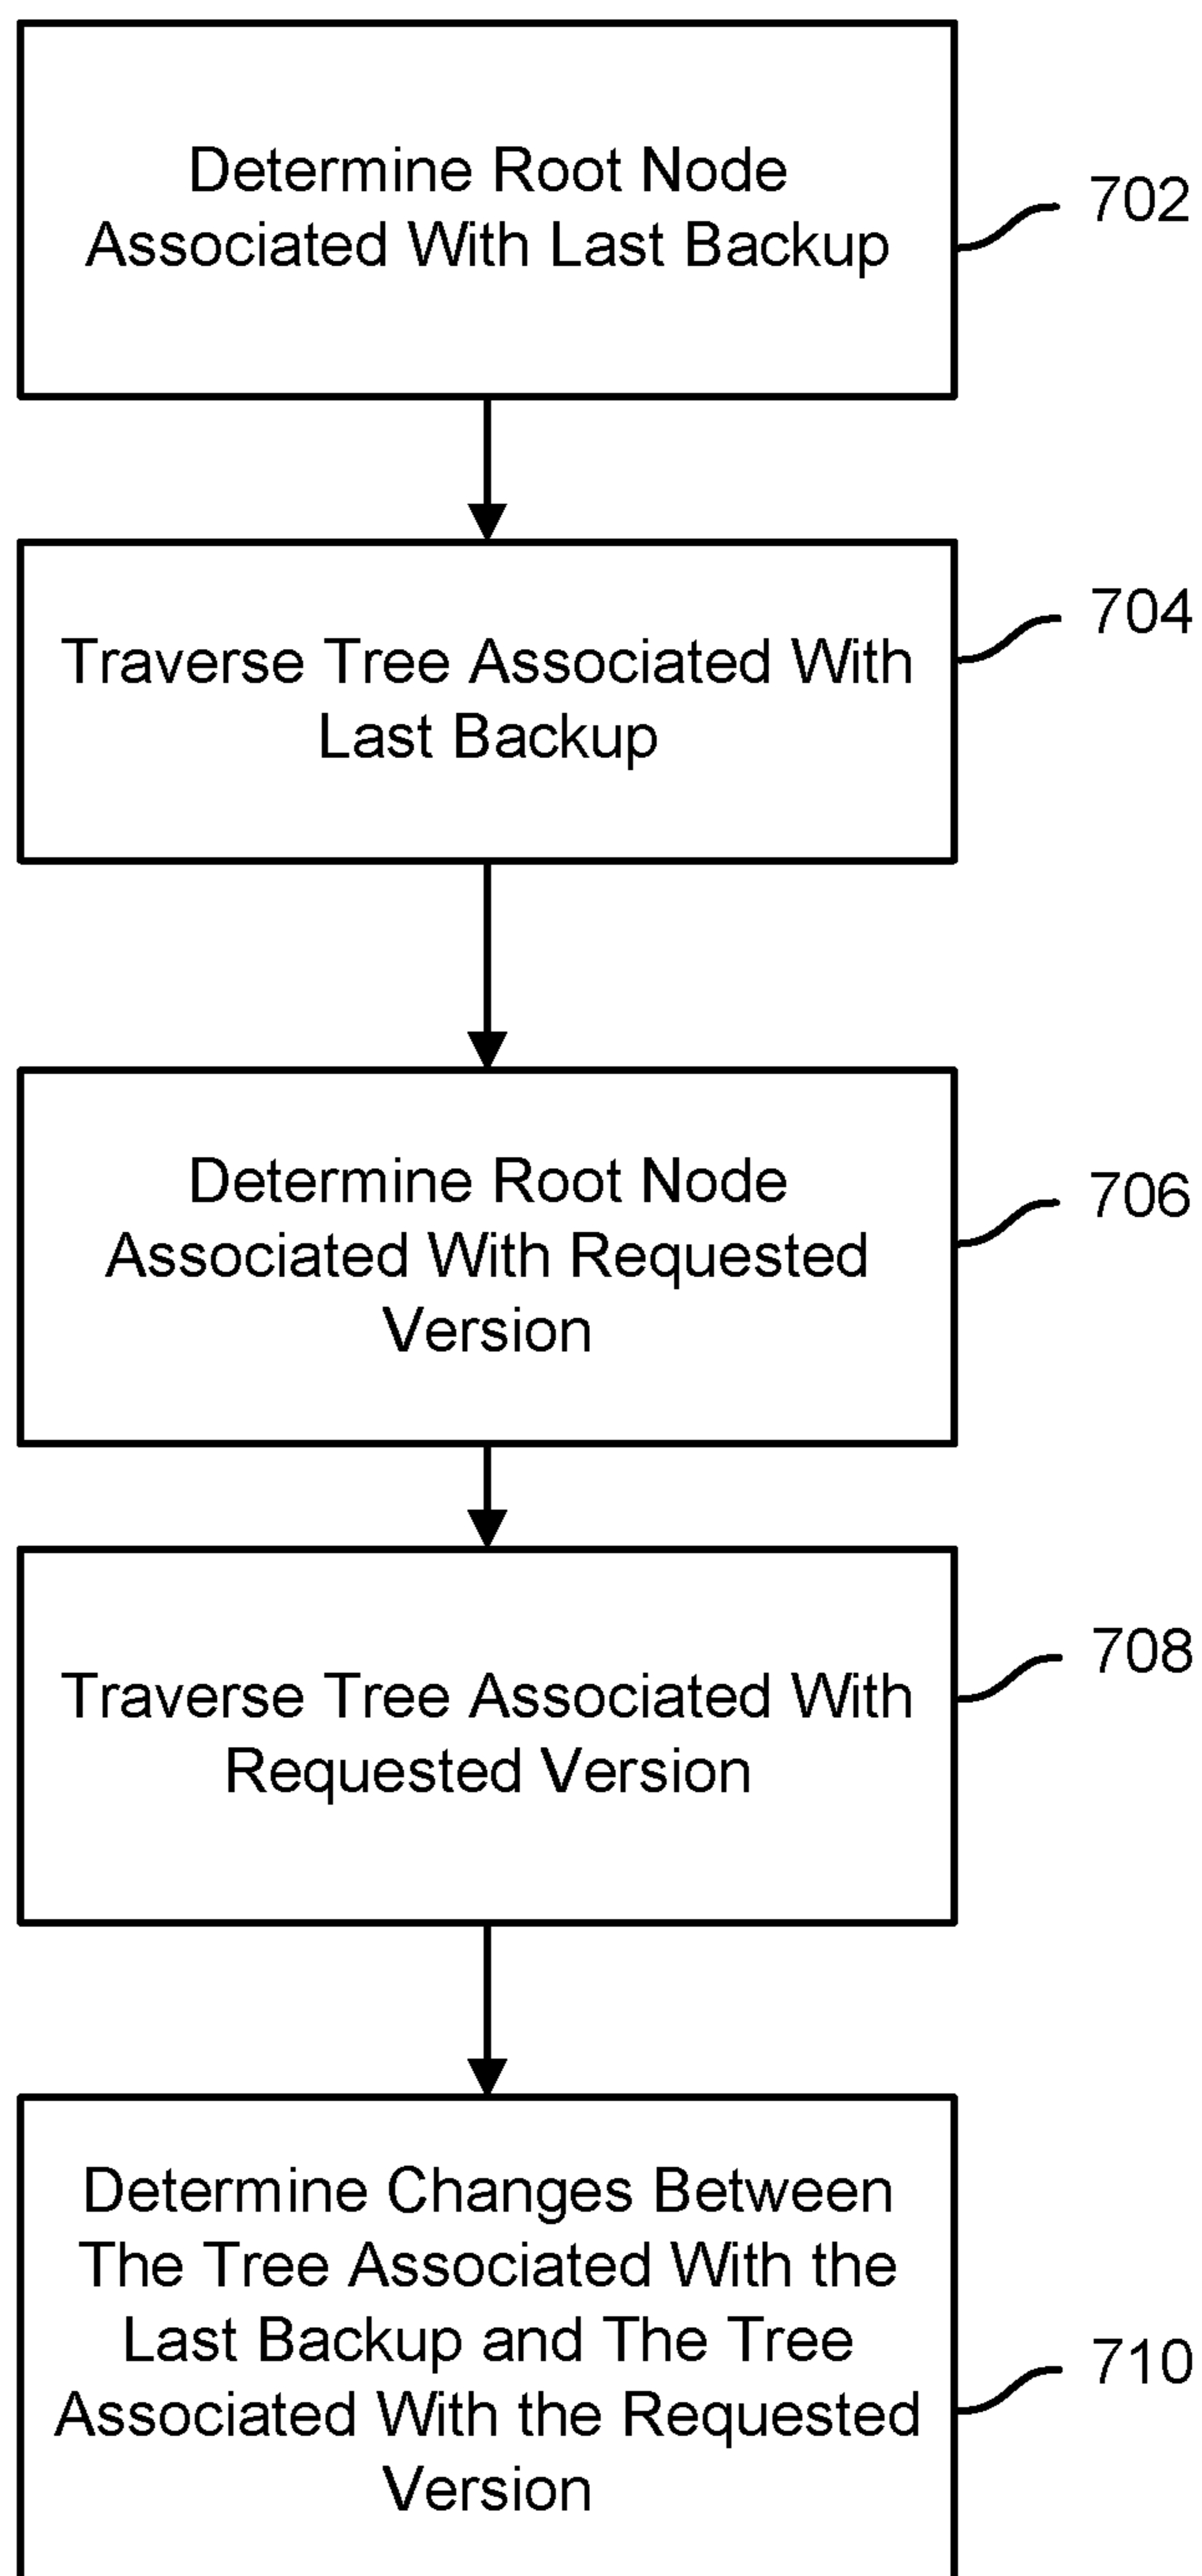 Determine Root Node
Associated With Last Backup
702
Traverse Tree Associated With
Last Backup
704
Determine Root Node
Associated With Requested
Version
706
Traverse Tree Associated With
Requested Version
708
Determine Changes Between
The Tree Associated With the
Last Backup and The Tree
Associated With the Requested
Version
710